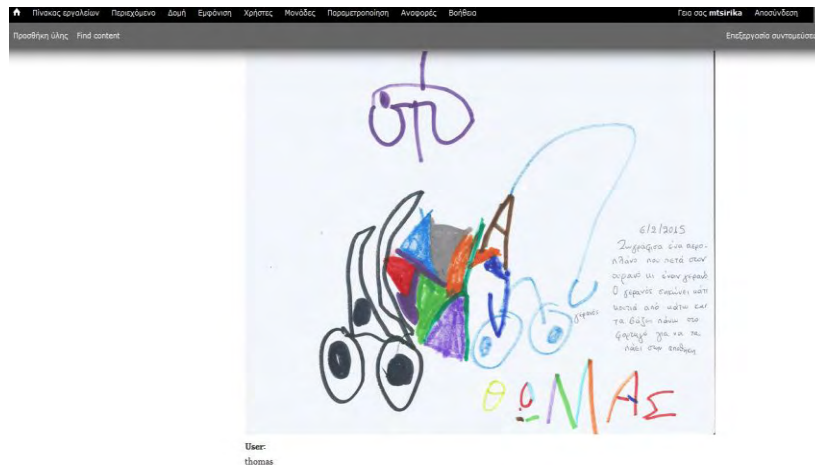 Πίνακας εργαλείων Περιεχόμενο Δομή Εμφάνιση Χρήστες Μονάδες Παραμετροποίηση Αναφορές Βοήθεια Γεια σας mtsirika Αποσύνδεση
Προσθήκη ύλης Find content Επεξεργασία συντομεύσεω
6/2/2015
Ζωγράφισα ένα αερο-
πλάνο που πετά στον
ουρανό κι έναν γερανό
Ο γερανός σηκώνει κάτι
κουτιά από κάτω και
τα βάζει πάνω στο
φορτηγό για να τα
πάει στην
γερανός
ΘΩΜΑΣ
User:
thomas